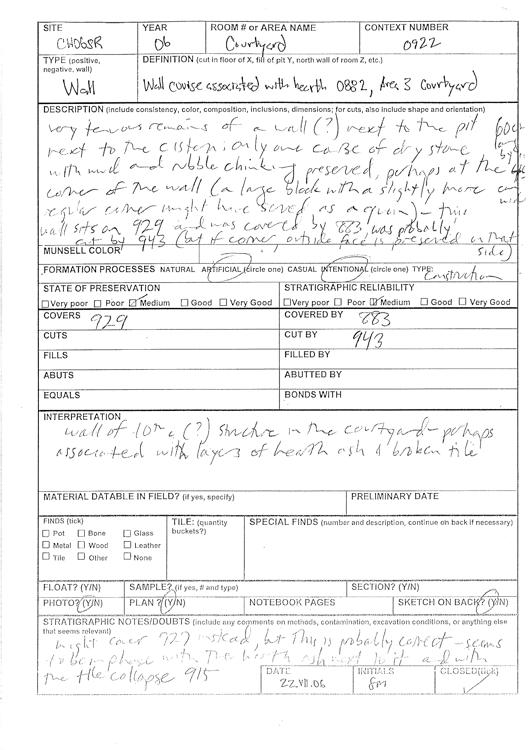 SITE YEAR ROOM # or AREA NAME CONTEXT NUMBER
CH06SR 06 Courtyard 0922
TYPE (positive, negative, wall) DEFINITION (cut in floor of X, fill of pit Y, north wall of room Z, etc.)
Wall Wall course associated with hearth 0882, Area 3 Courtyard
DESCRIPTION (include consistency, color, composition, inclusions, dimensions; for cuts, also include shape and orientation)
very tenuous remains of a wall (?) next to the pit
next to the cistern, only one course of dry stone
with mud and rubble chinking preserved, perhaps at the
corner of the wall (a large block with a slightly more
regular corner might have served as a quoin) - this
wall sits on 929 and was covered by 883, was probably
cut by 943 (but if corner, outside face is preserved on that
side)
60cm
long
by
wide
MUNSELL COLOR
FORMATION PROCESSES NATURAL ARTIFICIAL (circle one) CASUAL INTENTIONAL (circle one) TYPE: Construction
STATE OF PRESERVATION STRATIGRAPHIC RELIABILITY
Very poor Poor Medium Good Very Good Very poor Poor Medium Good Very Good
COVERS 929 COVERED BY 883
CUTS CUT BY 943
FILLS FILLED BY
ABUTS ABUTTED BY
EQUALS BONDS WITH
INTERPRETATION
wall of 10th c (?) structure in the courtyard - perhaps
associated with layers of hearth ash & broken tile
MATERIAL DATABLE IN FIELD? (if yes, specify) PRELIMINARY DATE
FINDS (tick) TILE: (quantity buckets?) SPECIAL FINDS (number and description, continue on back if necessary)
Pot Bone Glass
Metal Wood Leather
Tile Other None
FLOAT? (Y/N) SAMPLE? (if yes, # and type) SECTION? (Y/N)
PHOTO? (Y/N) PLAN? (Y/N) NOTEBOOK PAGES SKETCH ON BACK? (Y/N)
STRATIGRAPHIC NOTES/DOUBTS (include any comments on methods, contamination, excavation conditions, or anything else
that seems relevant)
might cover 927 instead, but this is probably correct - seems
to be in phase with the hearth ash next to it and with
the tile collapse 915
DATE INITIALS CLOSED (tick)
22.VII.06